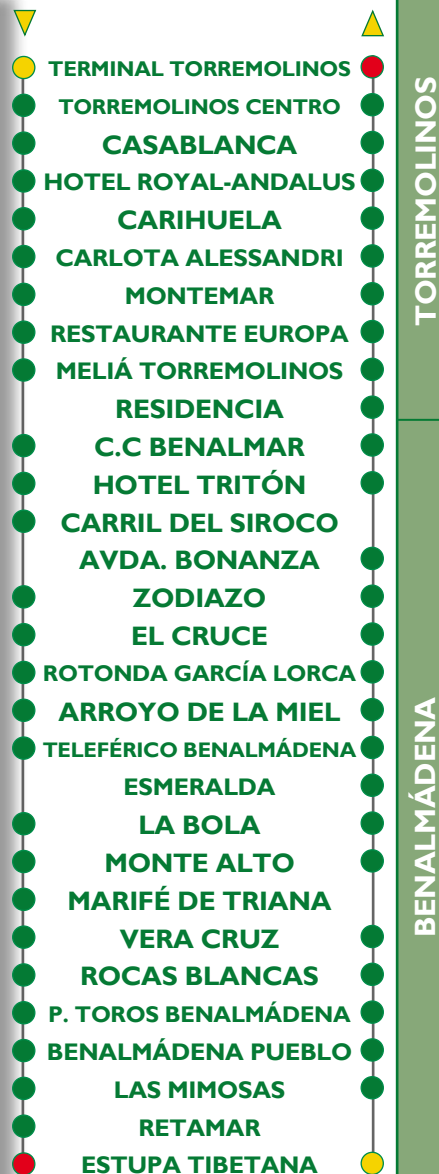 TERMINAL TORREMOLINOS
TORREMOLINOS CENTRO
CASABLANCA
HOTEL ROYAL-ANDALUS
CARIHUELA
CARLOTA ALESSANDRI
MONTEMAR
RESTAURANTE EUROPA
MELIÁ TORREMOLINOS
RESIDENCIA
C.C BENALMAR
HOTEL TRITÓN
CARRIL DEL SIROCO
AVDA. BONANZA
ZODIAZO
EL CRUCE
ROTONDA GARCÍA LORCA
ARROYO DE LA MIEL
TELEFÉRICO BENALMÁDENA
ESMERALDA
LA BOLA
MONTE ALTO
MARIFÉ DE TRIANA
VERA CRUZ
ROCAS BLANCAS
P. TOROS BENALMÁDENA
BENALMÁDENA PUEBLO
LAS MIMOSAS
RETAMAR
ESTUPA TIBETANA
TORREMOLINOS
BENALMÁDENA